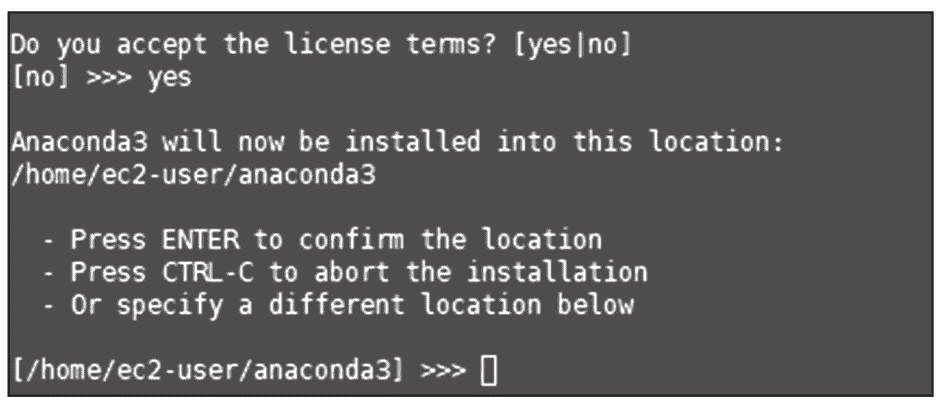 Do you accept the license terms? [yes|no]
[no] >>> yes
Anaconda3 will now be installed into this location:
/home/ec2-user/anaconda3
- Press ENTER to confirm the location
- Press CTRL-C to abort the installation
- Or specify a different location below
[/home/ec2-user/anaconda3] >>>